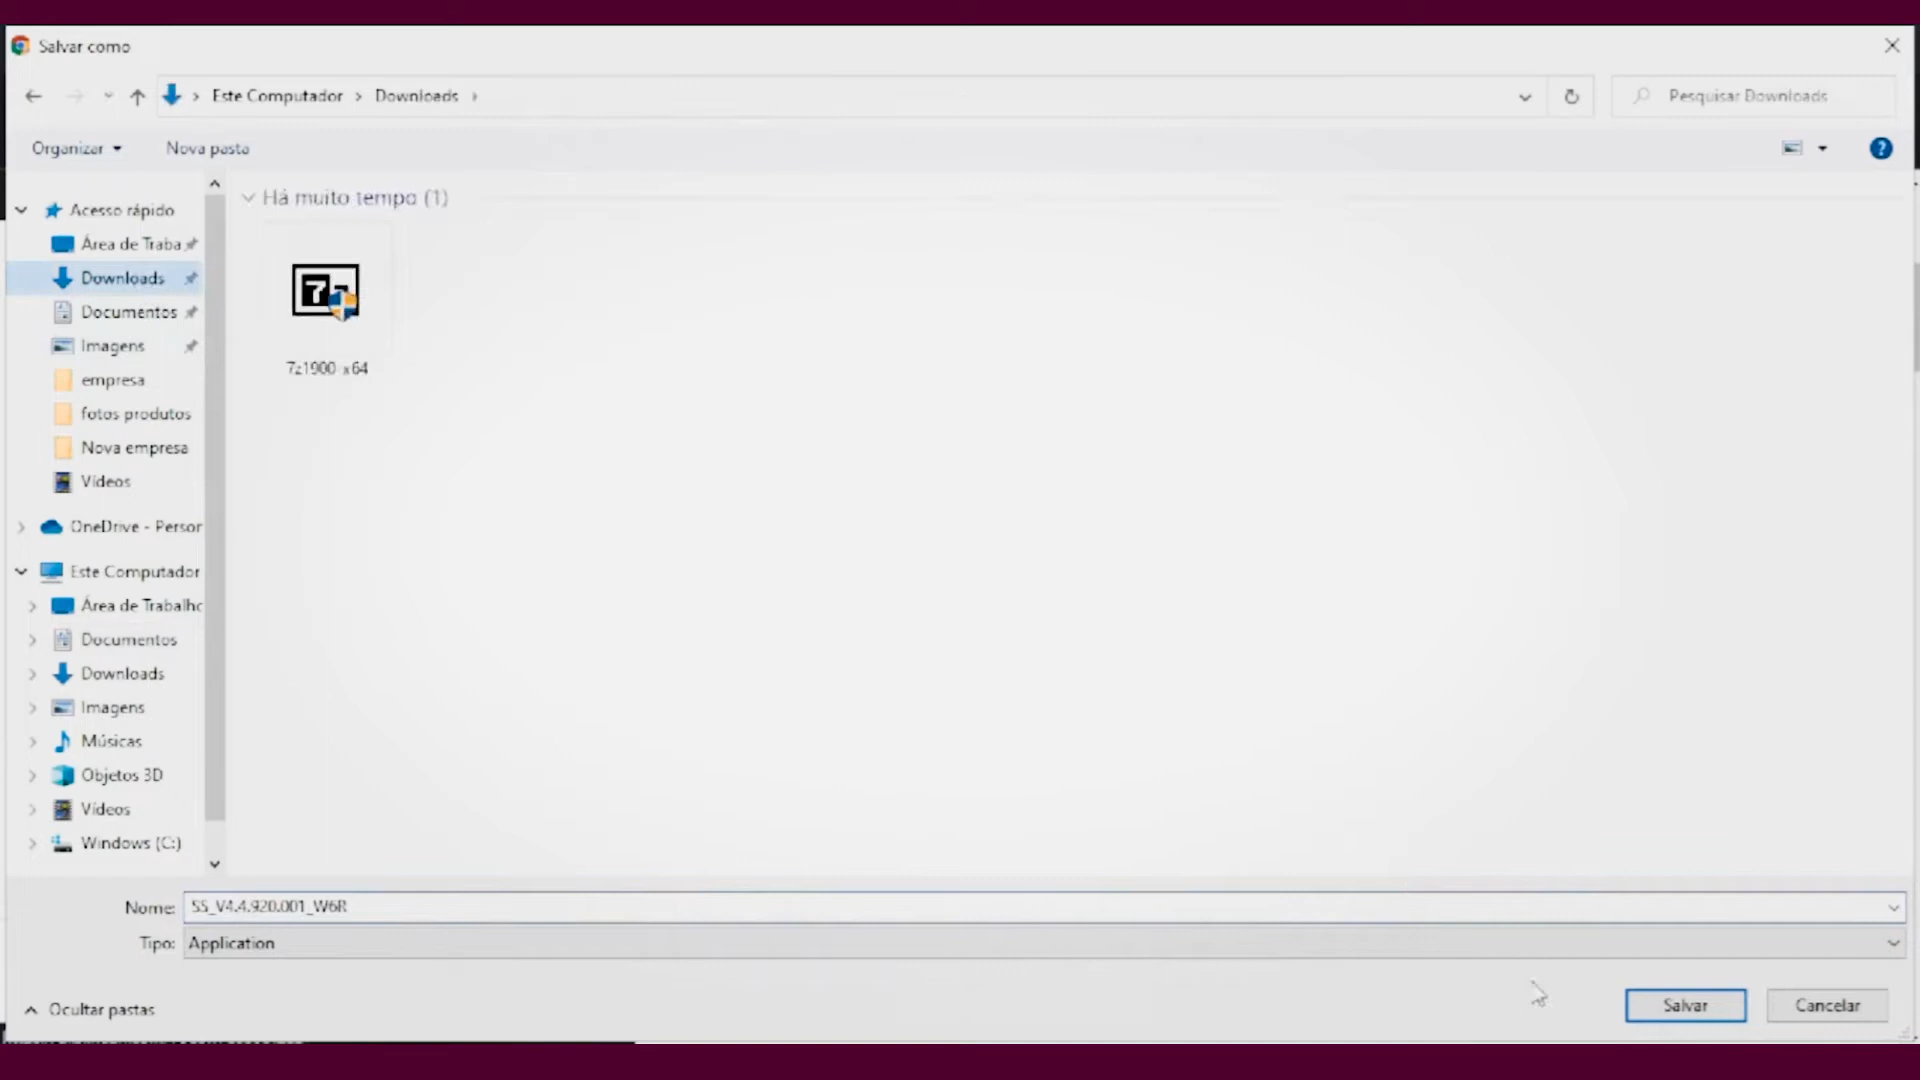 Salvar como
Este Computador
Downloads
Pesquisar Downloads
Organizar
Nova pasta
Há muito tempo (1)
7z1900-x64
Acesso rápido
Área de Traba
Downloads
Documentos
Imagens
empresa
fotos produtos
Nova empresa
Vídeos
OneDrive - Person
Este Computador
Área de Trabalho
Documentos
Downloads
Imagens
Músicas
Objetos 3D
Vídeos
Windows (C:)
Nome: SS_V4.4.920.001_W6R
Tipo: Application
Ocultar pastas
Salvar
Cancelar